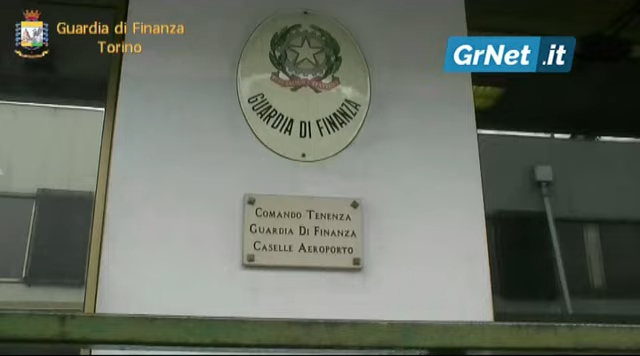 Guardia di Finanza
Torino
GrNet.it
GUARDIA DI FINANZA
COMANDO TENENZA
GUARDIA DI FINANZA
CASELLE AEROPORTO